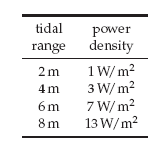 tidal power
range density
2 m 1 W/m²
4 m 3 W/m²
6 m 7 W/m²
8 m 13 W/m²